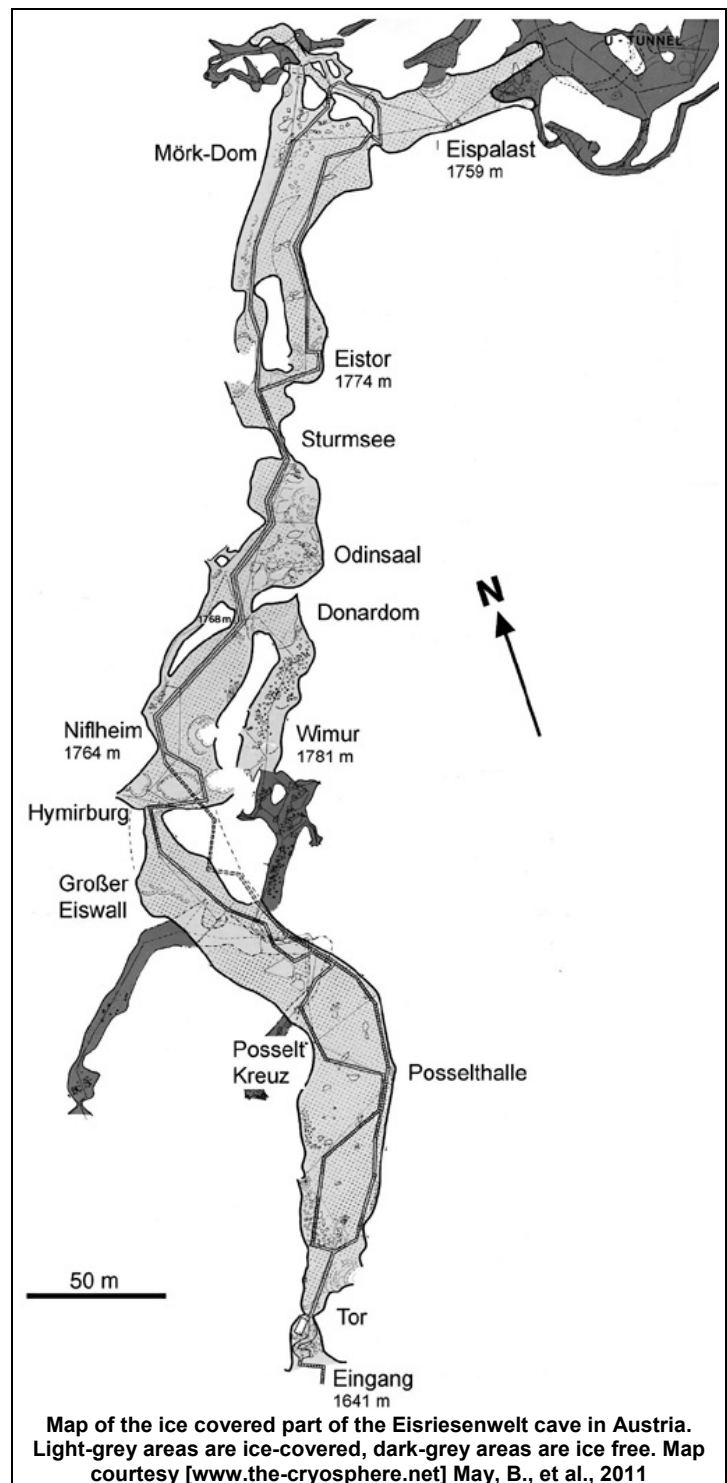 U - TUNNEL
Mörk-Dom
Eispalast
1759 m
Eistor
1774 m
Sturmsee
Odinsaal
N
Donardom
1768m
Niflheim
1764 m
Wimur
1781 m
Hymirburg
Großer
Eiswall
Posselt
Kreuz
Posselthalle
50 m
Tor
Eingang
1641 m
Map of the ice covered part of the Eisriesenwelt cave in Austria.
Light-grey areas are ice-covered, dark-grey areas are ice free. Map
courtesy [www.the-cryosphere.net] May, B., et al., 2011